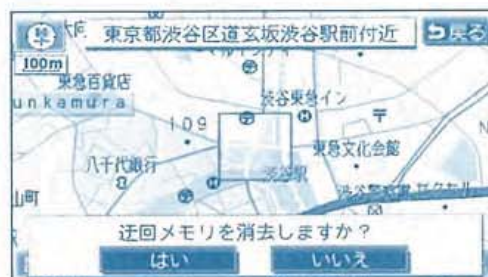 東京都渋谷区道玄坂渋谷駅前付近
戻る
100m
東急百貨店
unkamura
渋谷東急イン
109
東急文化会館
八千代銀行
渋谷駅
山町
迂回メモリを消去しますか？
はい
いいえ